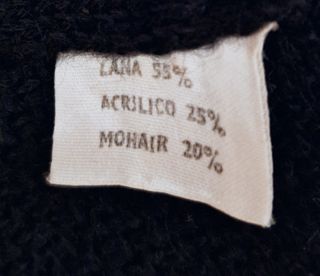 LANA 55%
ACRILICO 25%
MOHAIR 20%